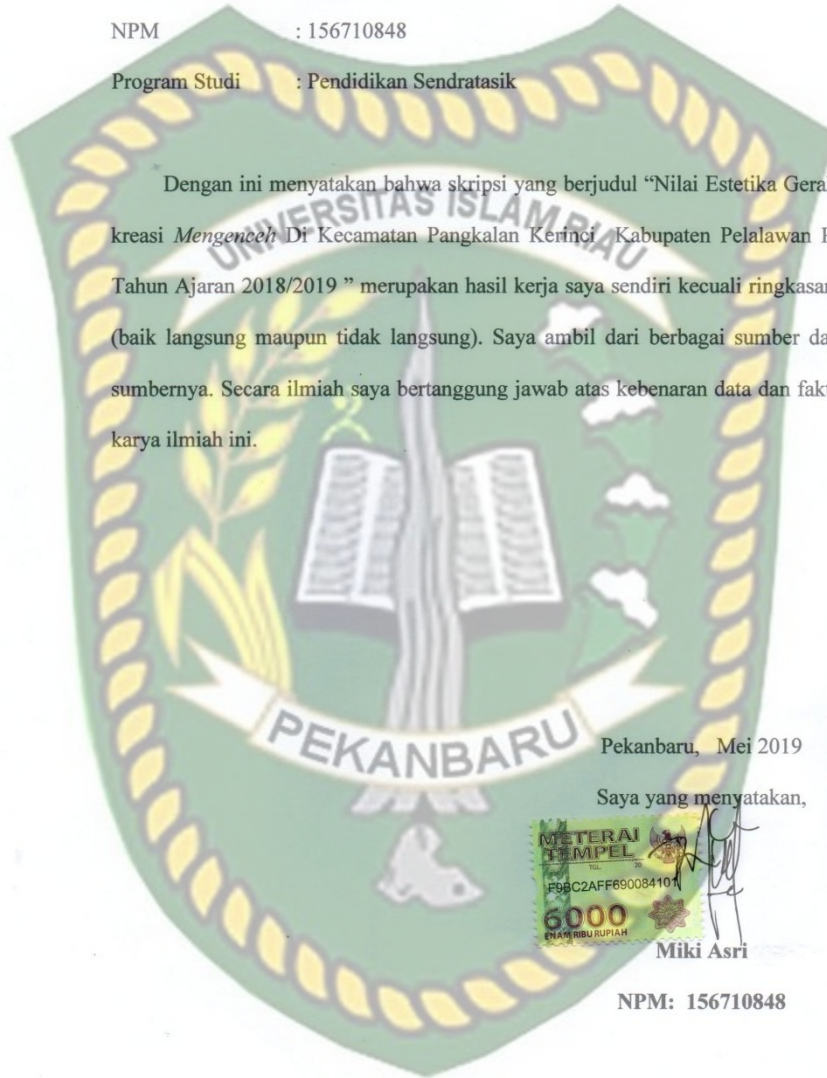 NPM : 156710848
Program Studi : Pendidikan Sendratasik
Dengan ini menyatakan bahwa skripsi yang berjudul “Nilai Estetika Gera
kreasi Mengenceh Di Kecamatan Pangkalan Kerinci Kabupaten Pelalawan
Tahun Ajaran 2018/2019 ” merupakan hasil kerja saya sendiri kecuali ringkasan
(baik langsung maupun tidak langsung). Saya ambil dari berbagai sumber da
sumbernya. Secara ilmiah saya bertanggung jawab atas kebenaran data dan fakt
karya ilmiah ini.
UNIVERSITAS ISLAM RIAU
PEKANBARU
Pekanbaru, Mei 2019
Saya yang menyatakan,
METERAI
TEMPEL
TGL. 20
F9BC2AFF690084101
6000
ENAM RIBU RUPIAH
Miki Asri
NPM: 156710848